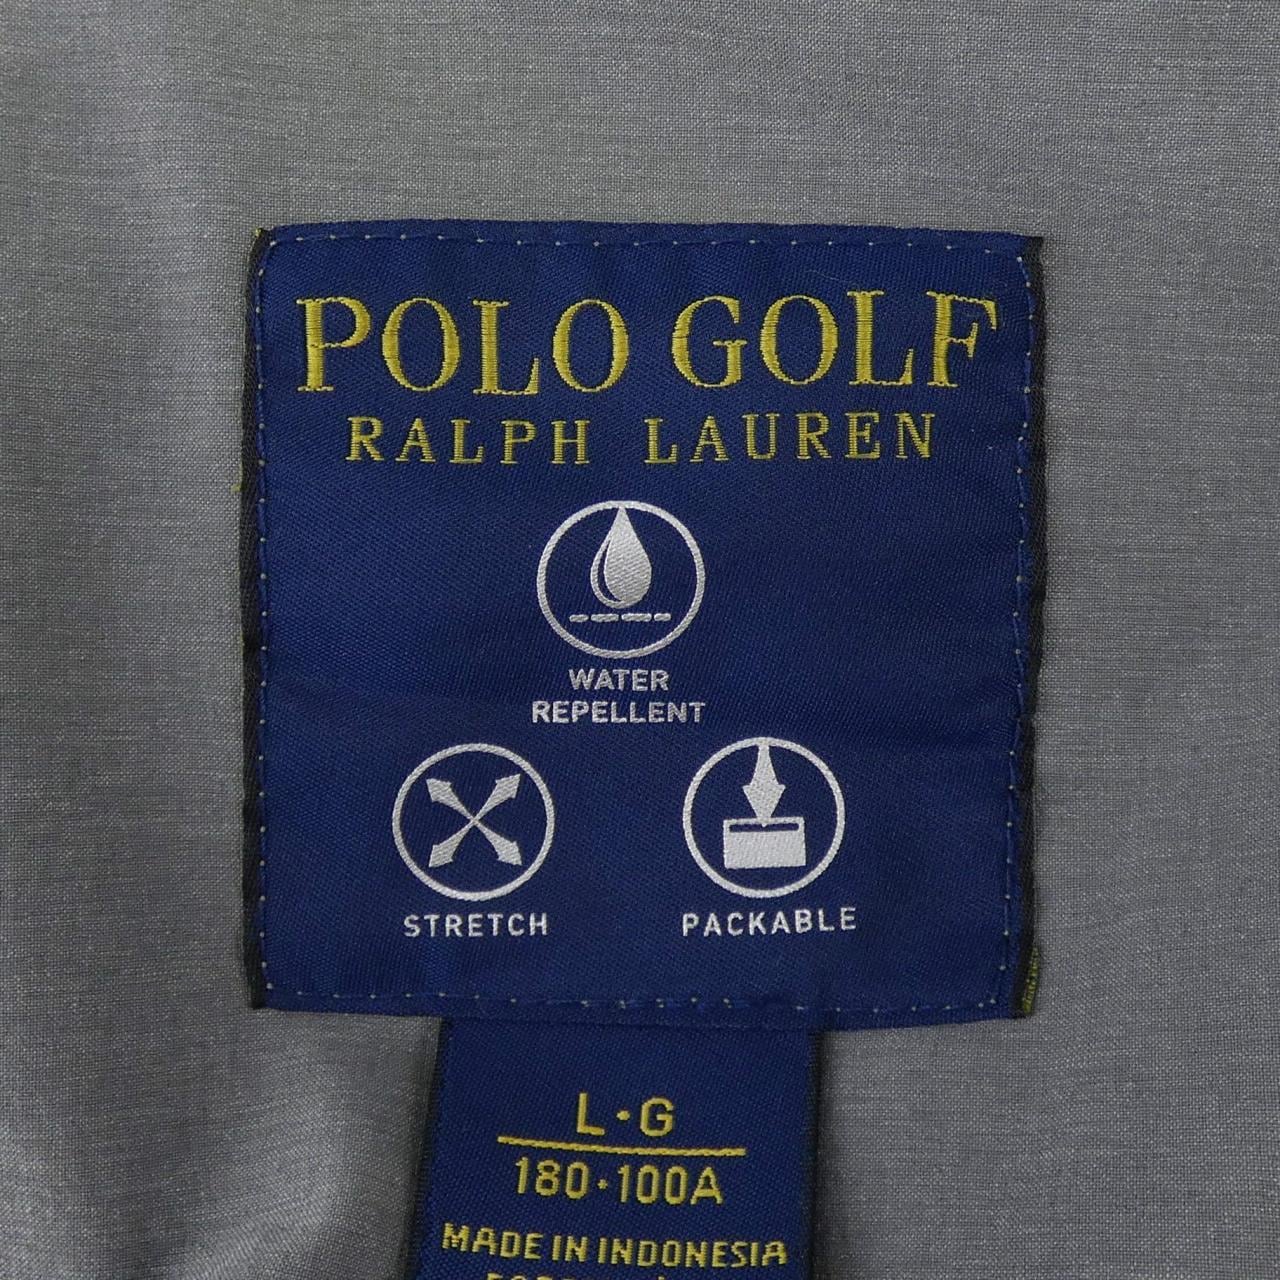 POLO GOLF
RALPH LAUREN
WATER
REPELLENT
STRETCH
PACKABLE
L•G
180•100A
MADE IN INDONESIA